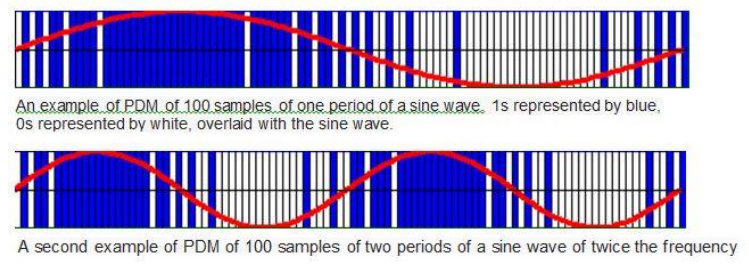 An example of PDM of 100 samples of one period of a sine wave. 1s represented by blue,
0s represented by white, overlaid with the sine wave.
A second example of PDM of 100 samples of two periods of a sine wave of twice the frequency